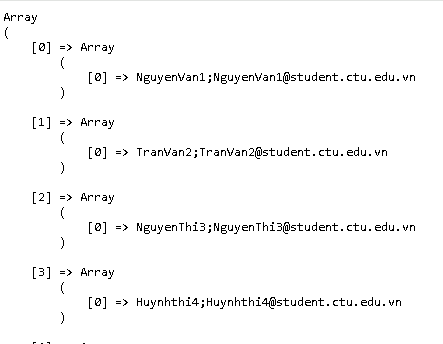 Array
(
    [0] => Array
        (
            [0] => NguyenVan1;NguyenVan1@student.ctu.edu.vn
        )

    [1] => Array
        (
            [0] => TranVan2;TranVan2@student.ctu.edu.vn
        )

    [2] => Array
        (
            [0] => NguyenThi3;NguyenThi3@student.ctu.edu.vn
        )

    [3] => Array
        (
            [0] => Huynhthi4;Huynhthi4@student.ctu.edu.vn
        )